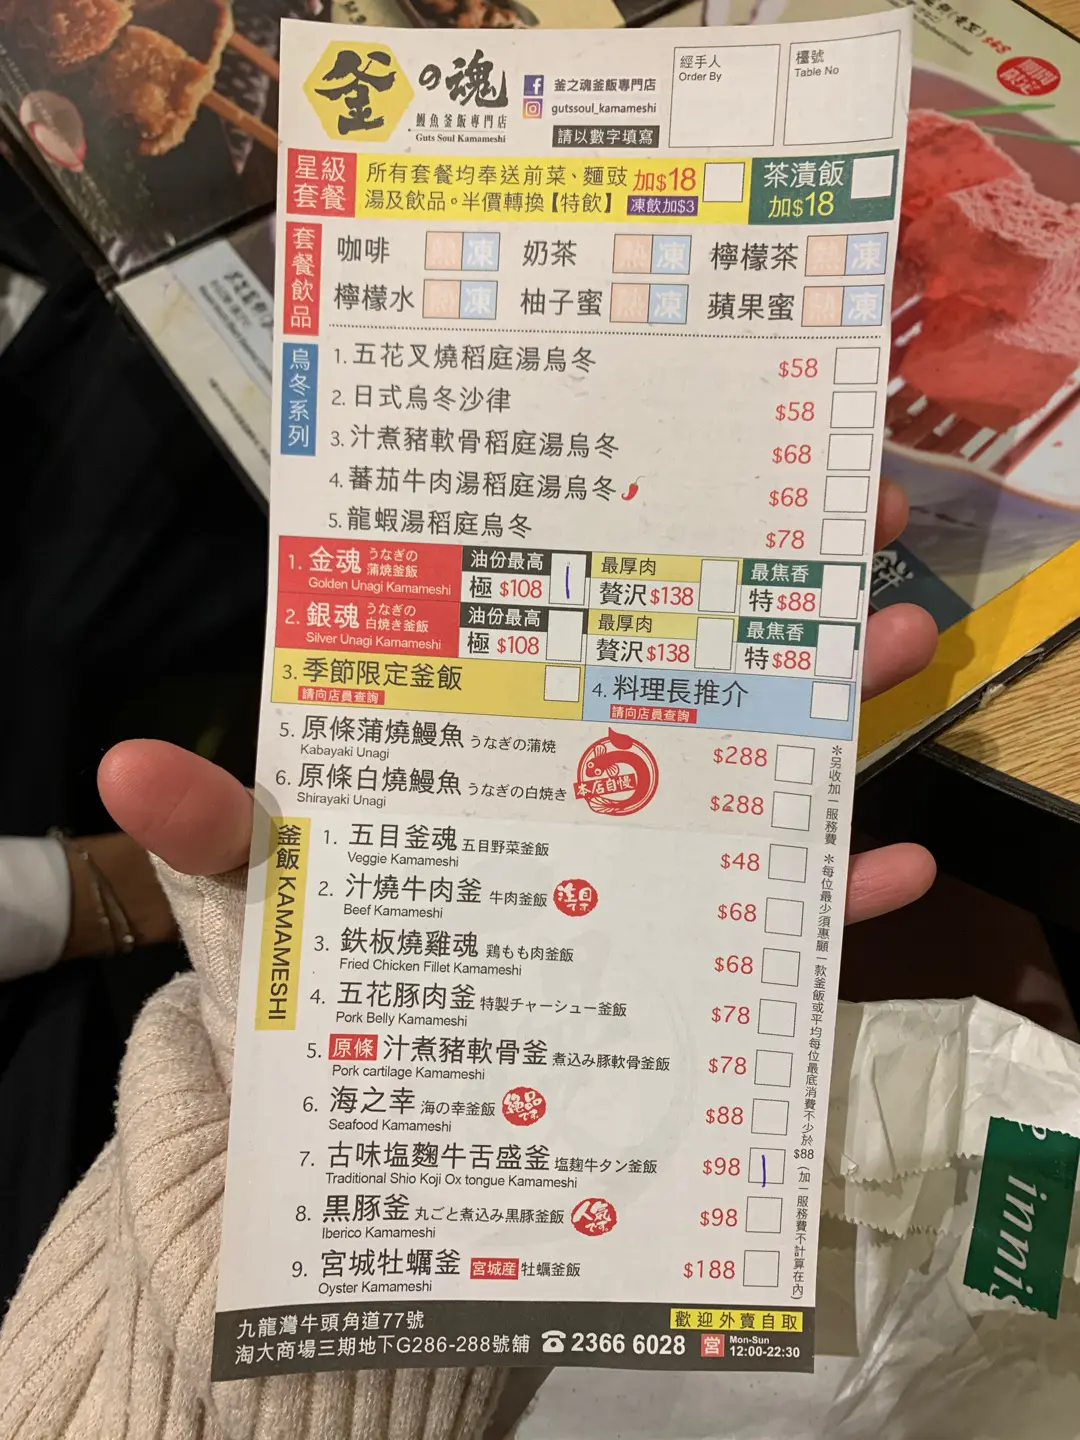 釜の魂
鰻魚釜飯專門店
Guts Soul Kamameshi
釜之魂釜飯專門店
gutssoul_kamameshi
請以數字填寫
經手人
Order By
檯號
Table No
星級套餐
所有套餐均奉送前菜、麵豉
湯及飲品。半價轉換【特飲】
加$18
凍飲加$3
茶漬飯
加$18
套餐飲品
咖啡 熱 凍 奶茶 熱 凍 檸檬茶 熱 凍
檸檬水 熱 凍 柚子蜜 熱 凍 蘋果蜜 熱 凍
烏冬系列
1. 五花叉燒稻庭湯烏冬 $58
2. 日式烏冬沙律 $58
3. 汁煮豬軟骨稻庭湯烏冬 $68
4. 蕃茄牛肉湯稻庭湯烏冬 $68
5. 龍蝦湯稻庭烏冬 $78
1. 金魂 うなぎの蒲焼釜飯
Golden Unagi Kamameshi
油份最高
極 $108
最厚肉
贅沢 $138
最焦香
特 $88
2. 銀魂 うなぎの白焼き釜飯
Silver Unagi Kamameshi
油份最高
極 $108
最厚肉
贅沢 $138
最焦香
特 $88
3. 季節限定釜飯
請向店員查詢
4. 料理長推介
請向店員查詢
5. 原條蒲燒鰻魚 うなぎの蒲焼 $288
Kabayaki Unagi
6. 原條白燒鰻魚 うなぎの白焼き $288
Shirayaki Unagi
本店自慢
釜飯 KAMAMESHI
1. 五目釜魂 五目野菜釜飯 $48
Veggie Kamameshi
2. 汁燒牛肉釜 牛肉釜飯 注目です $68
Beef Kamameshi
3. 鉄板燒雞魂 鶏もも肉釜飯 $68
Fried Chicken Fillet Kamameshi
4. 五花豚肉釜 特製チャーシュー釜飯 $78
Pork Belly Kamameshi
5. 原條 汁煮豬軟骨釜 煮込み豚軟骨釜飯 $78
Pork cartilage Kamameshi
6. 海之幸 海の幸釜飯 絶品です $88
Seafood Kamameshi
7. 古味塩麴牛舌盛釜 塩麹牛タン釜飯 $98
Traditional Shio Koji Ox tongue Kamameshi
8. 黒豚釜 丸ごと煮込み黒豚釜飯 人気です $98
Iberico Kamameshi
9. 宮城牡蠣釜 宮城産 牡蠣釜飯 $188
Oyster Kamameshi
*另收加一服務費 *每位最少須惠顧一款釜飯或平均每位最底消費不少於$88(加一服務費不計算在內)
九龍灣牛頭角道77號
淘大商場三期地下G286-288號舖 2366 6028
歡迎外賣自取
営 Mon-Sun
12:00-22:30
innis
期間限定